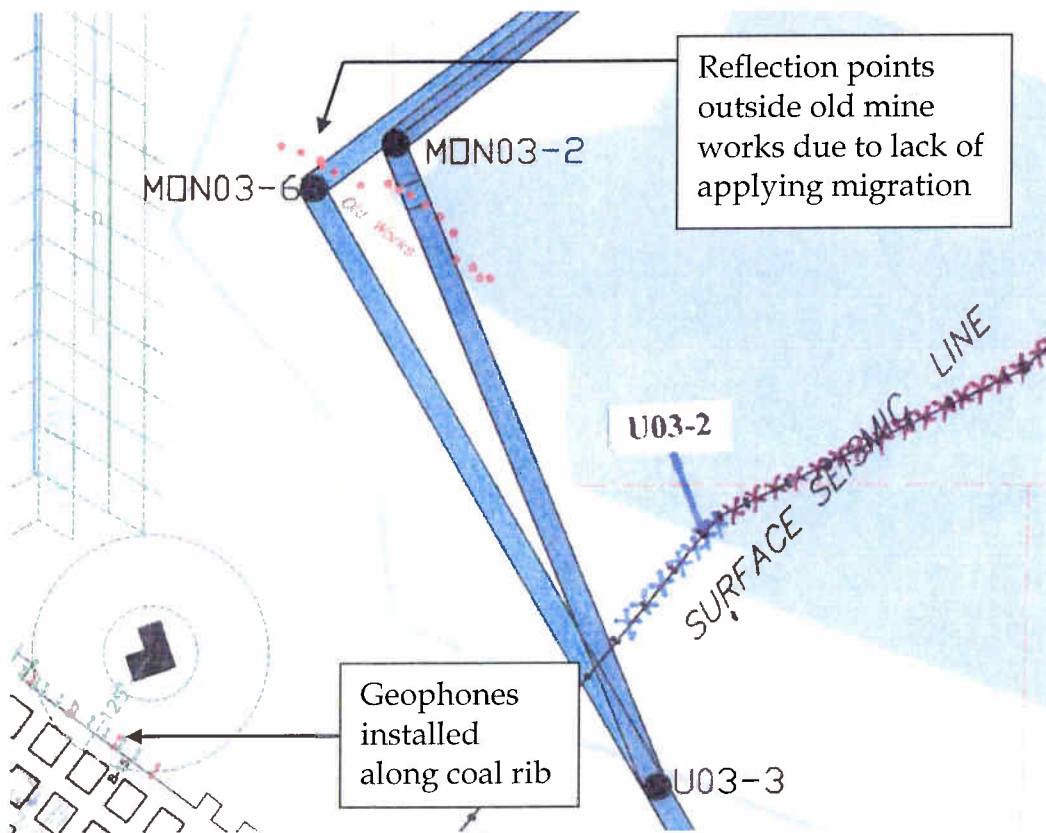 Reflection points
outside old mine
works due to lack of
applying migration
MON03-2
MON03-6
Old Works
U03-2
SURFACE SEISMIC LINE
Geophones
installed
along coal rib
U03-3